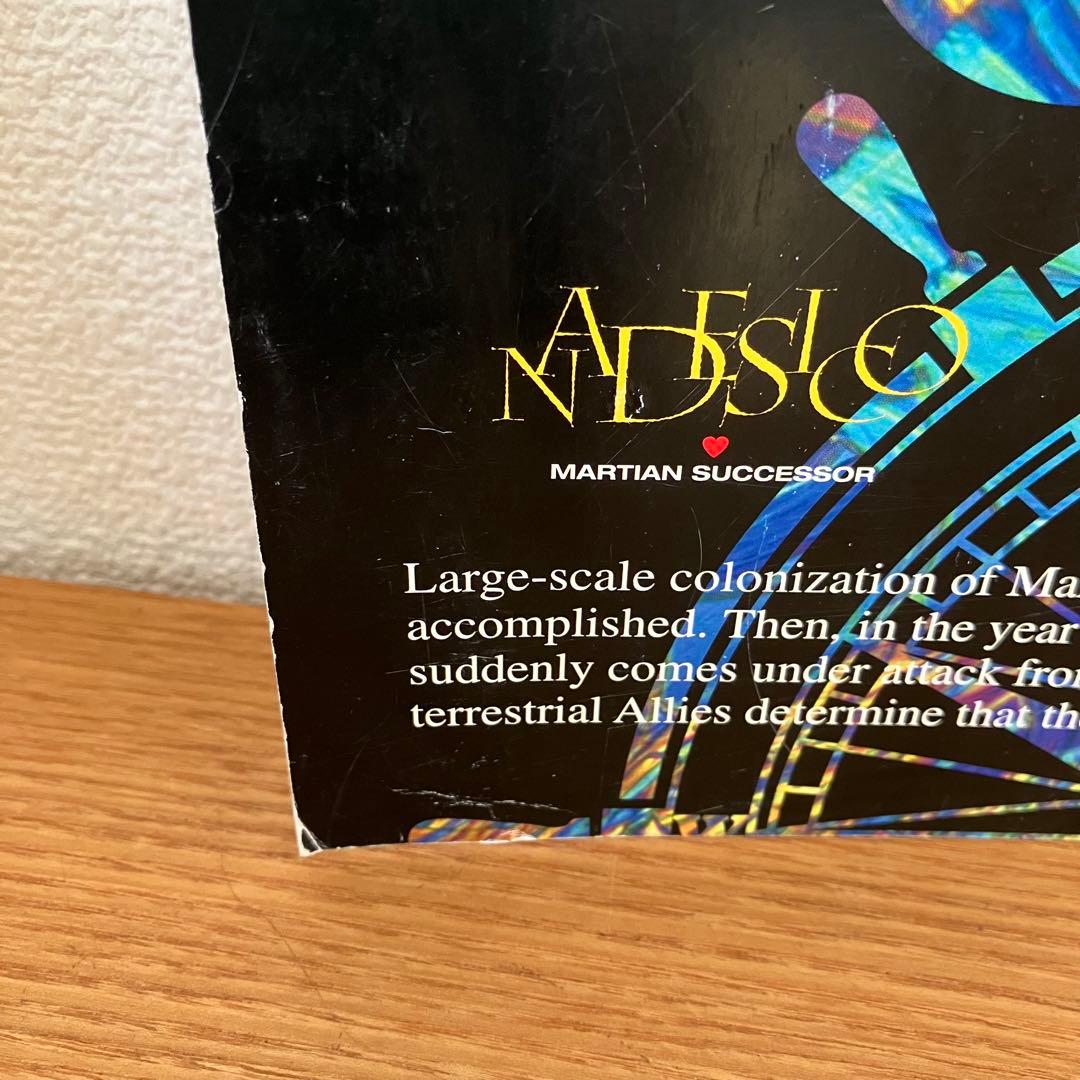 NADESICO
MARTIAN SUCCESSOR
Large-scale colonization of
accomplished. Then, in the year
suddenly comes under attack
terrestrial Allies determine that